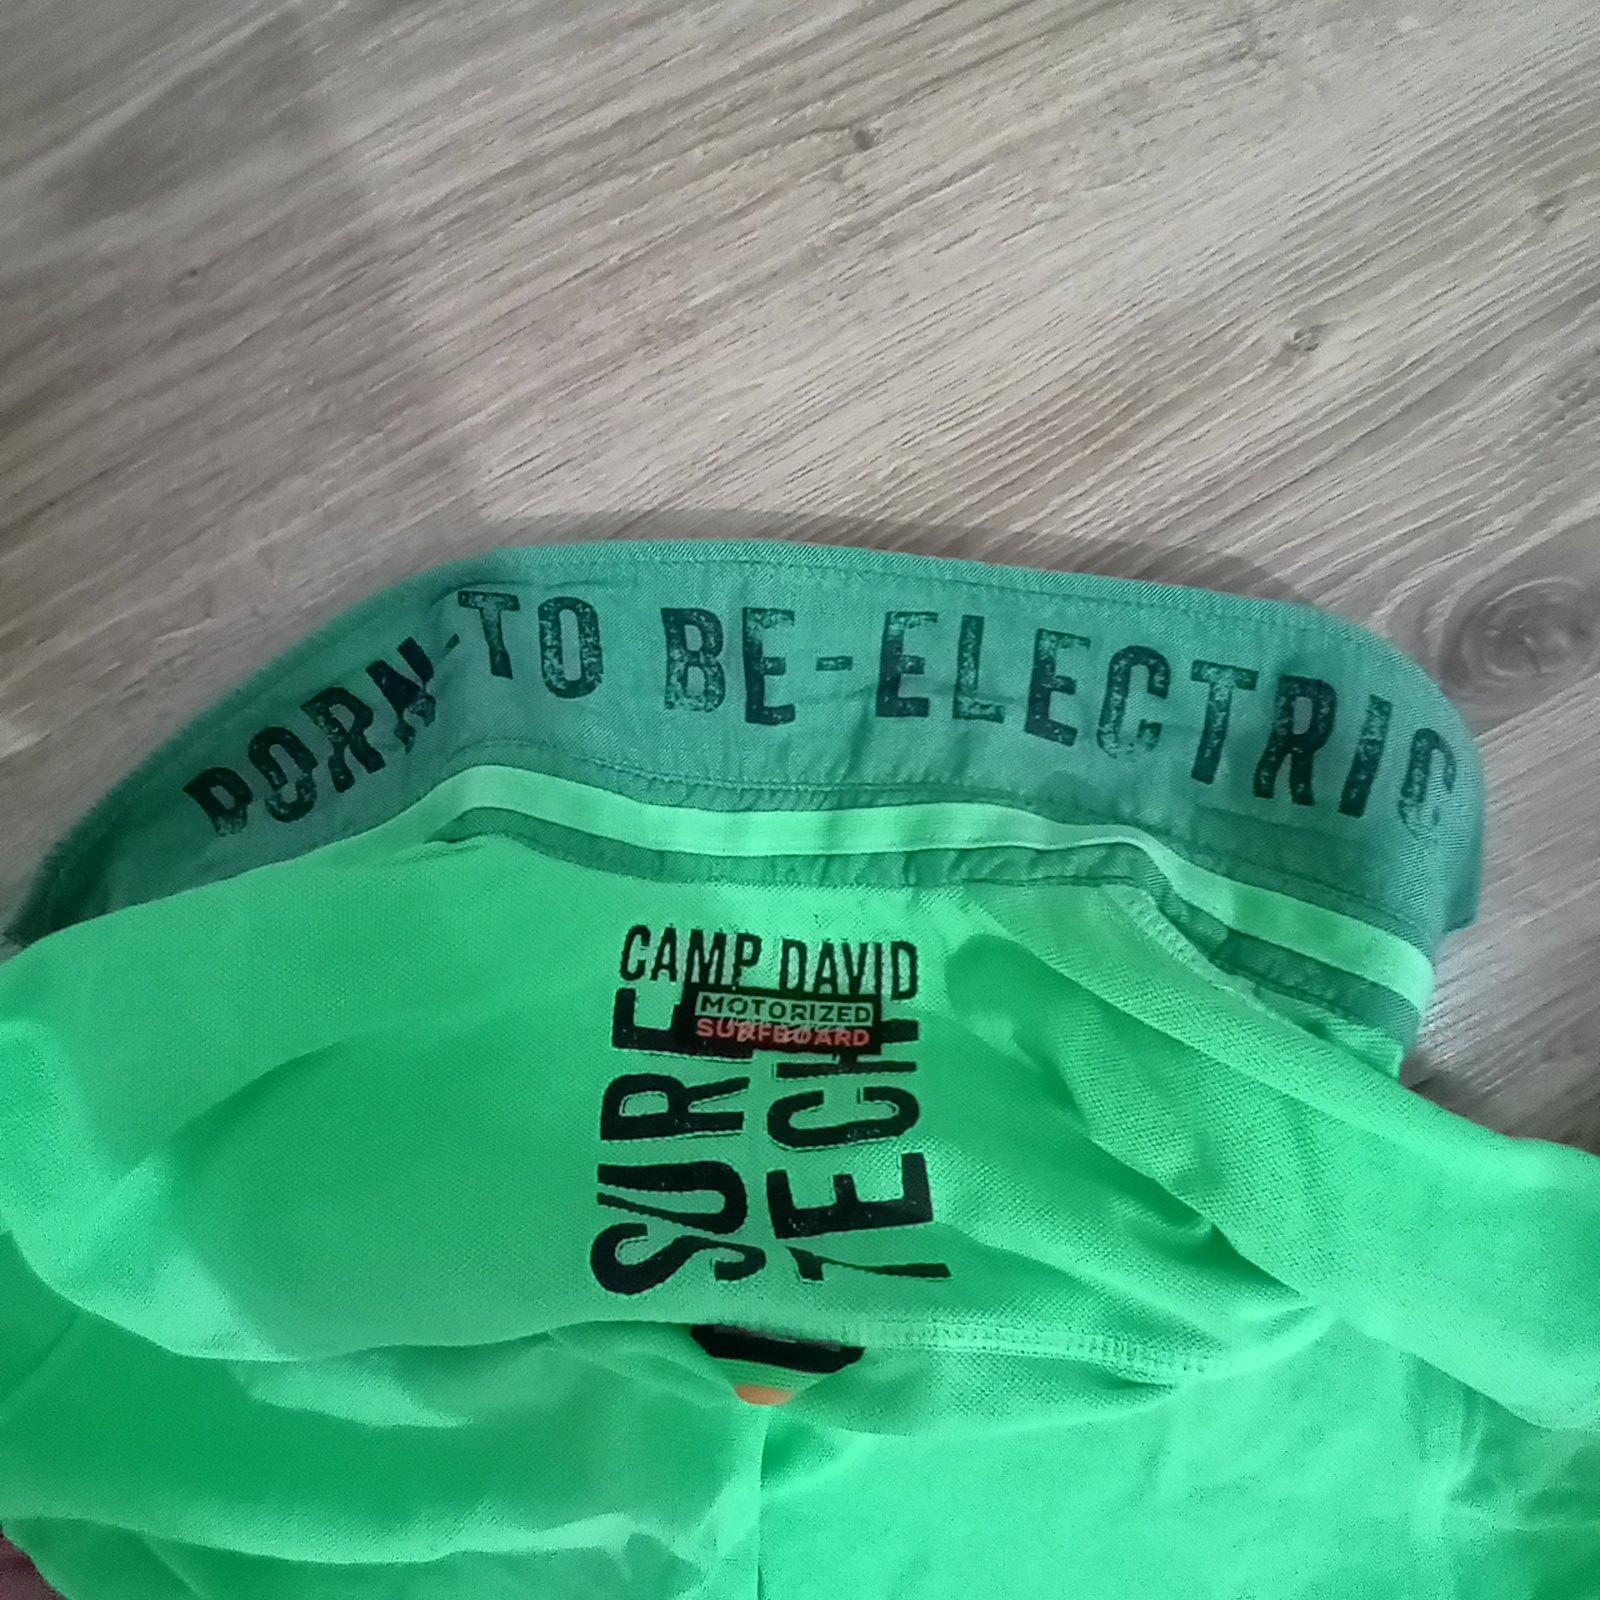 BORN-TO BE-ELECTRIC
CAMP DAVID
MOTORIZED
SURFBOARD
SURF
TECH